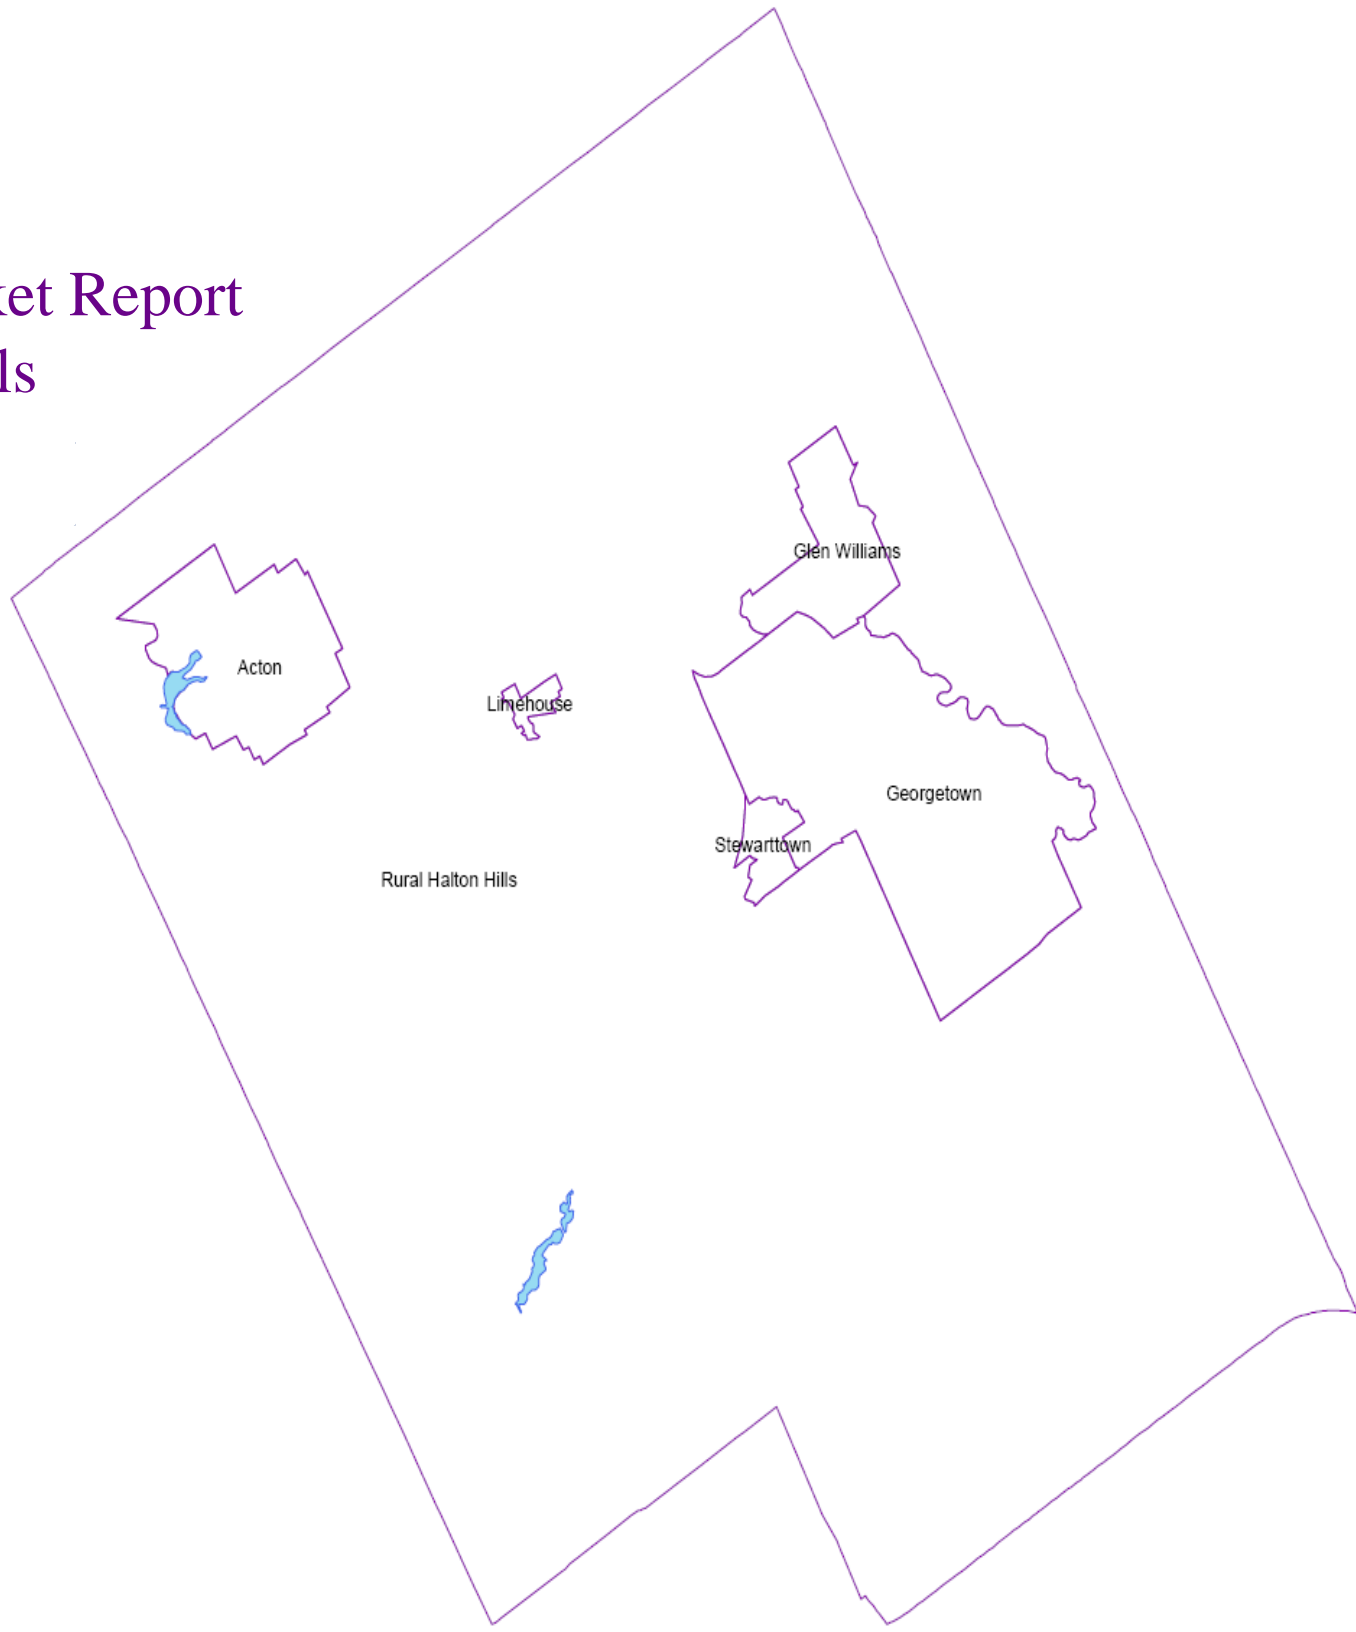 ket Report
ls
Glen Williams
Acton
Limehouse
Georgetown
Stewarttown
Rural Halton Hills